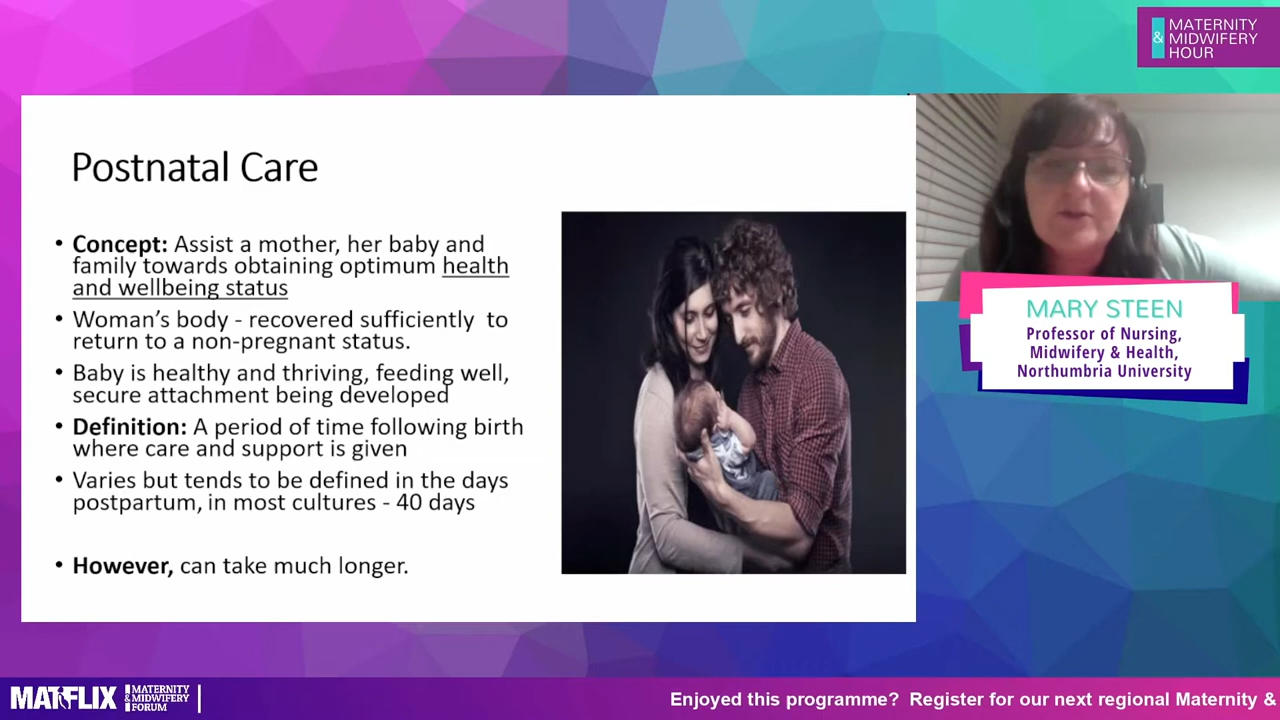 MATERNITY
& MIDWIFERY
HOUR
Postnatal Care
• Concept: Assist a mother, her baby and
family towards obtaining optimum health
and wellbeing status
• Woman's body - recovered sufficiently to
return to a non-pregnant status.
• Baby is healthy and thriving, feeding well,
secure attachment being developed
• Definition: A period of time following birth
where care and support is given
• Varies but tends to be defined in the days
postpartum, in most cultures - 40 days
• However, can take much longer.
MARY STEEN
Professor of Nursing,
Midwifery & Health,
Northumbria University
MATFLIX
MATERNITY
& MIDWIFERY
FORUM
Enjoyed this programme? Register for our next regional Maternity &